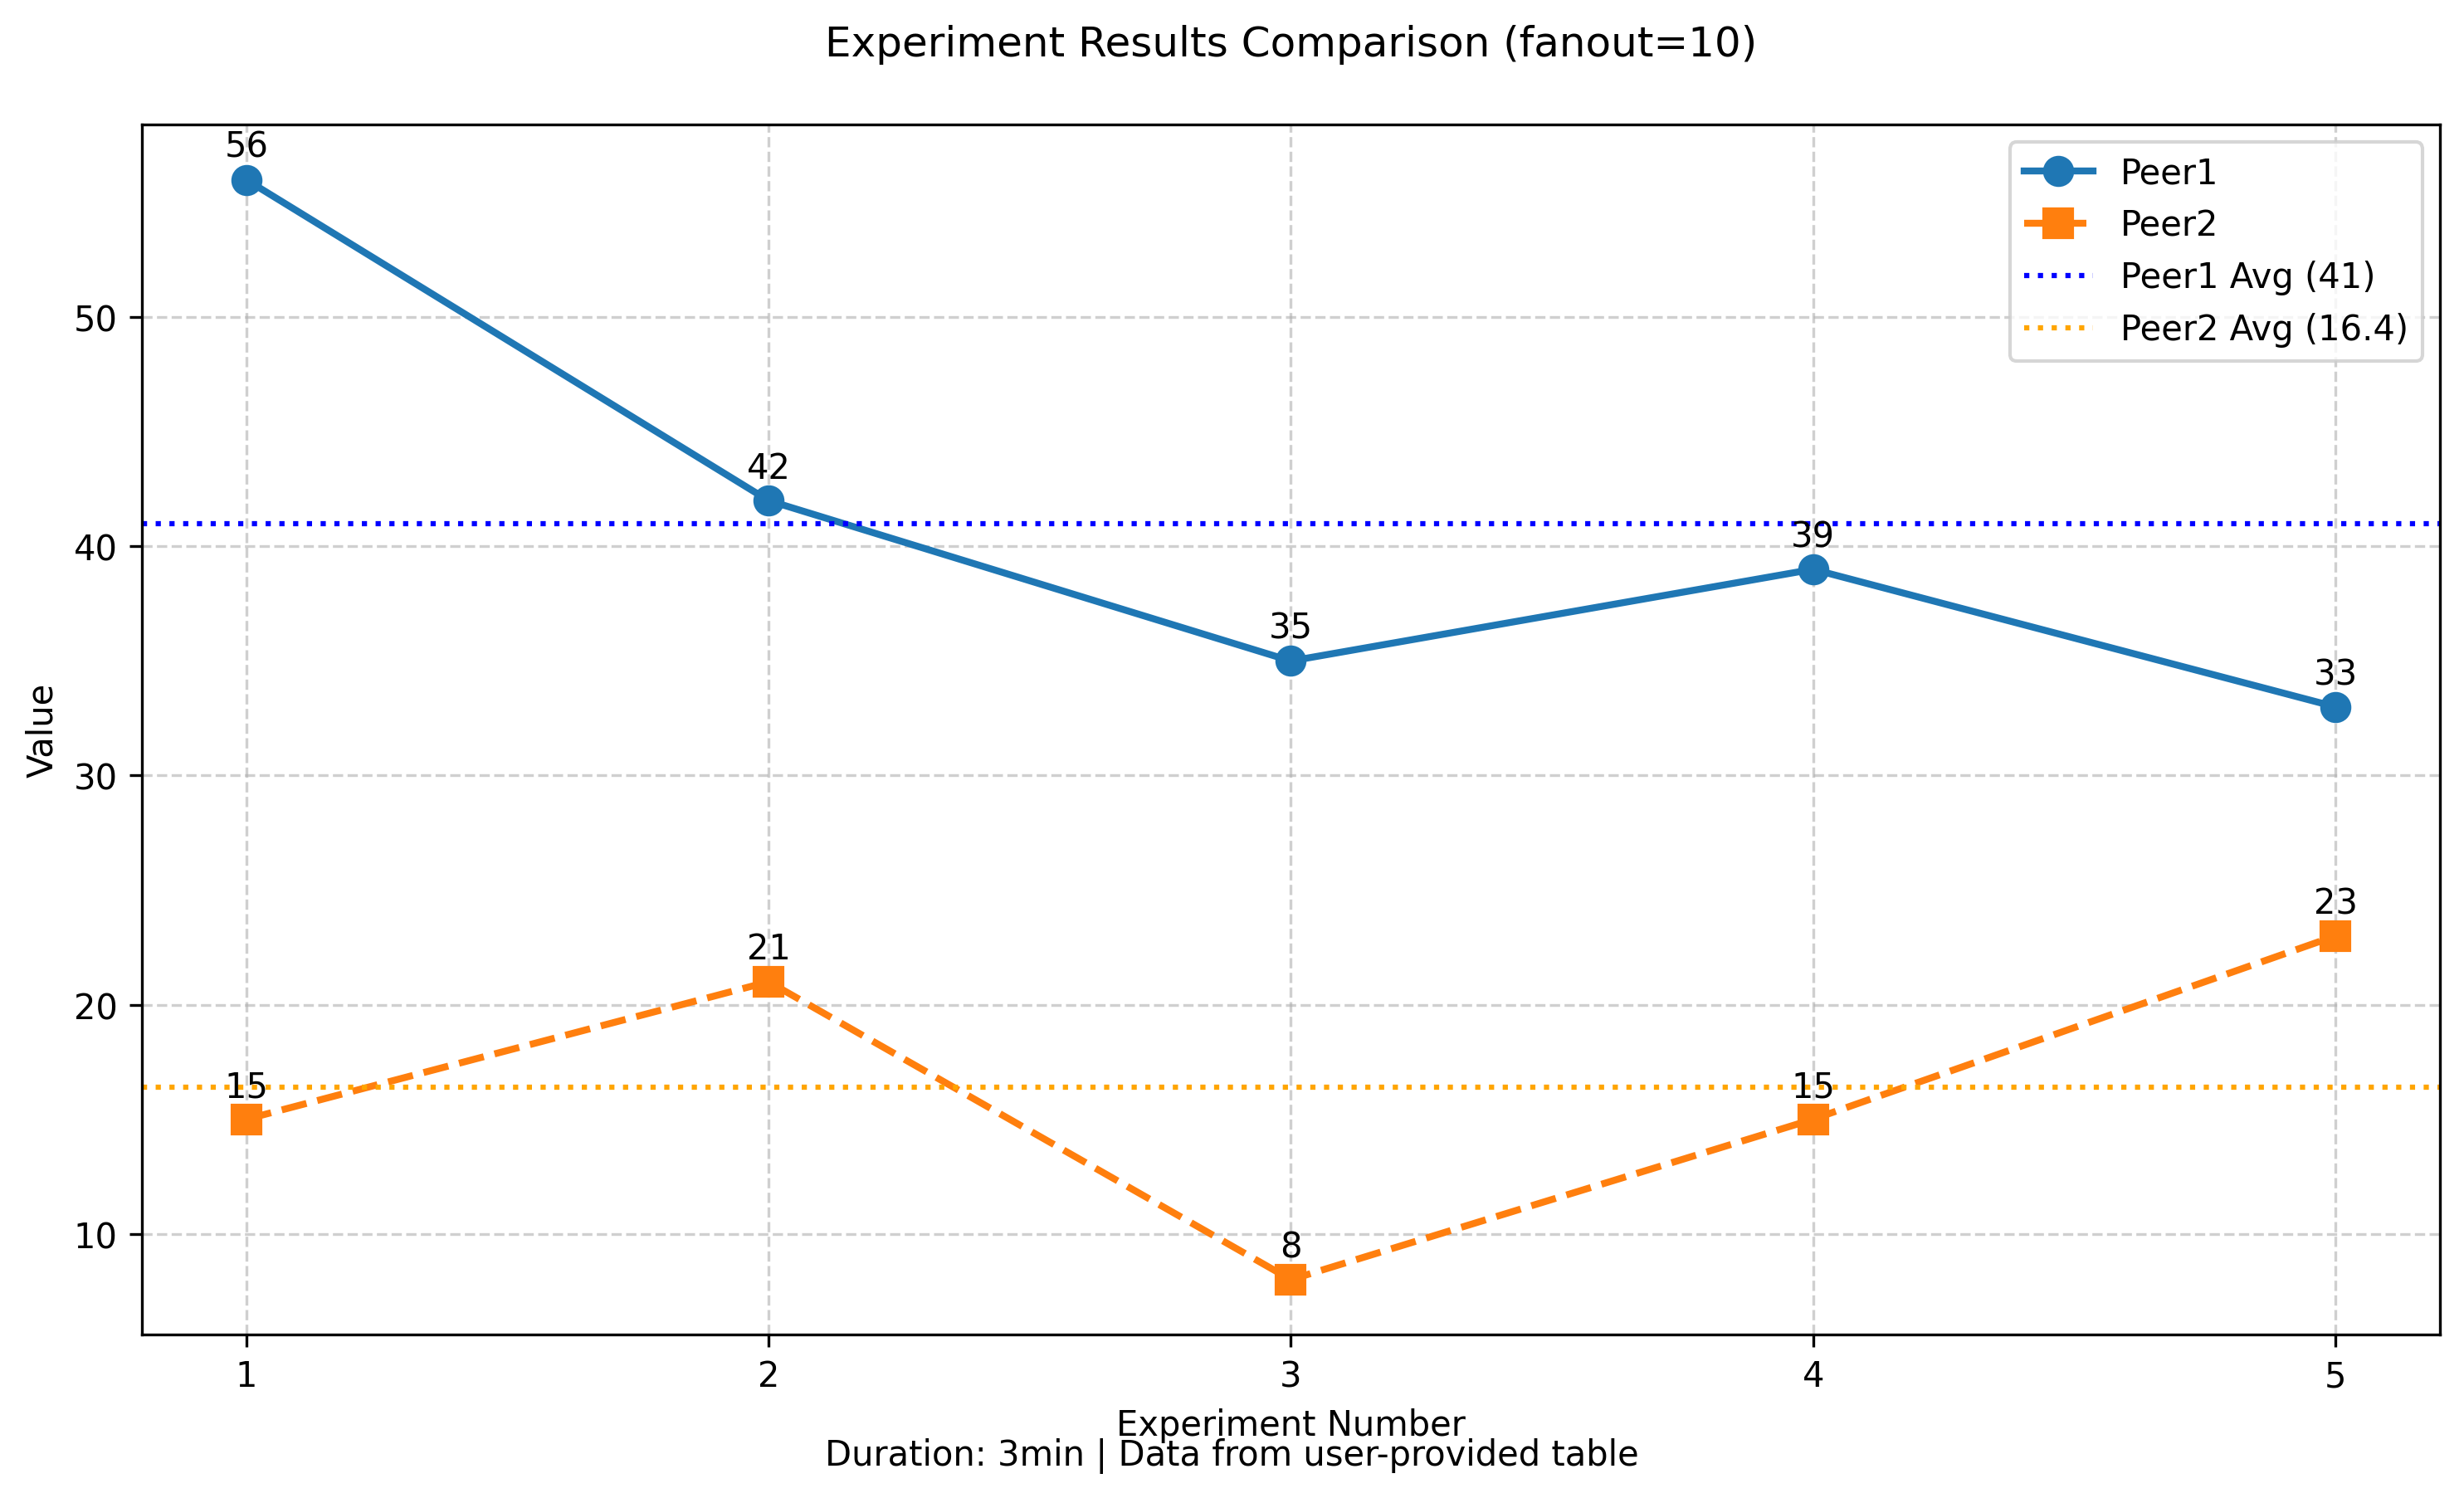 Experiment Results Comparison (fanout=10)
56
Peer1
Peer2
Peer1 Avg (41)
Peer2 Avg (16.4)
50
42
40
39
35
33
Value
30
23
21
20
15
15
10
8
1
2
3
4
5
Experiment Number
Duration: 3min | Data from user-provided table